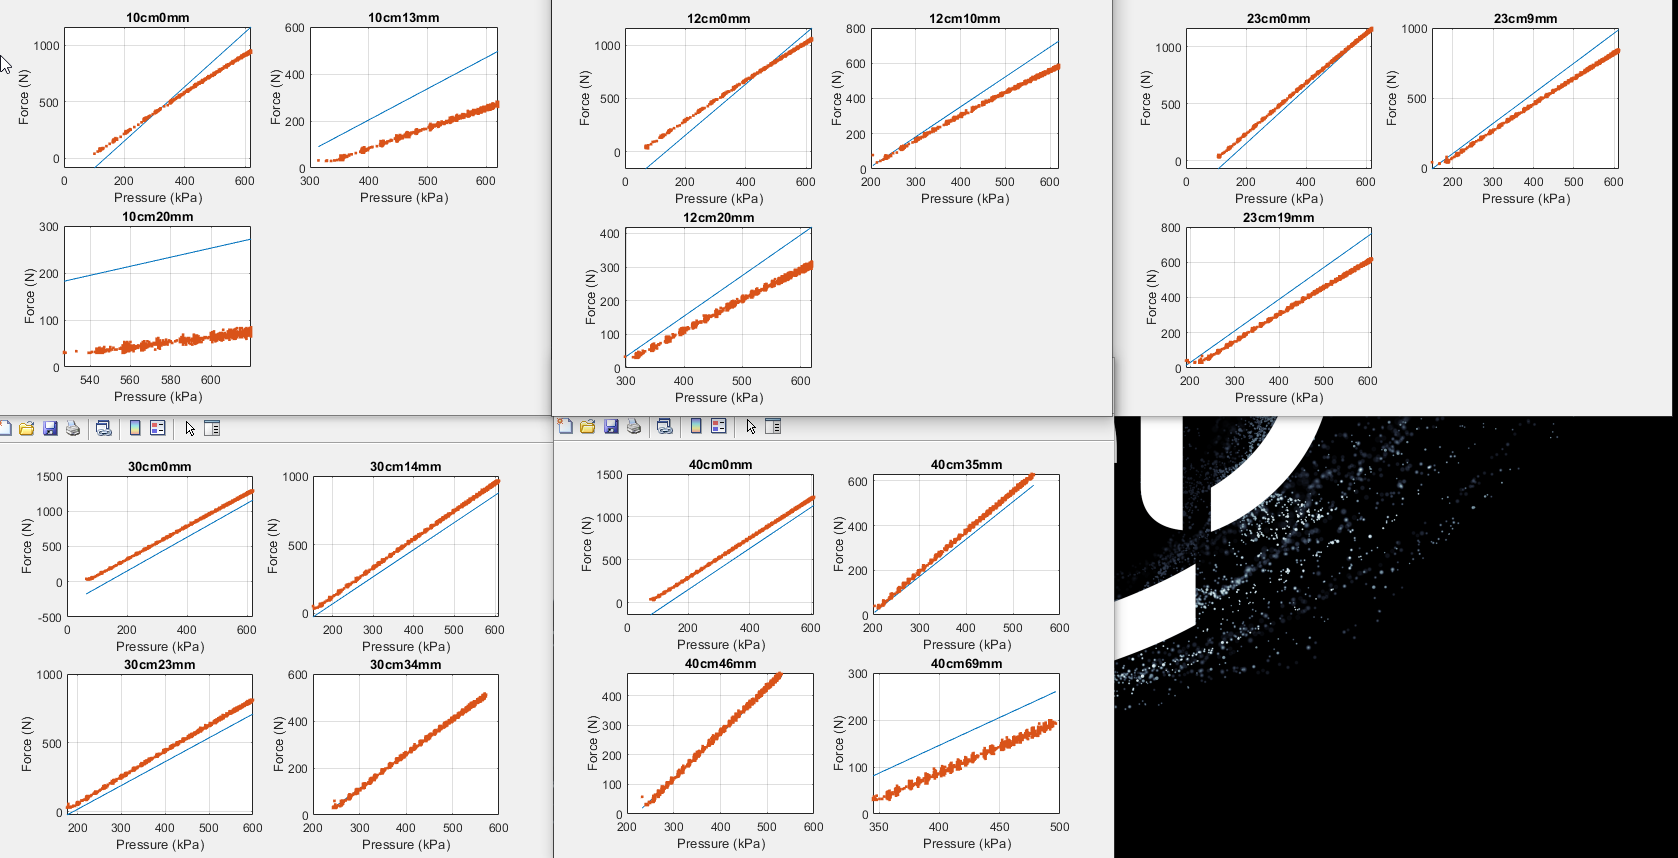 10cm0mm
1000
500
0
Force (N)
0 200 400 600
Pressure (kPa)
10cm13mm
600
400
200
0
Force (N)
300 400 500 600
Pressure (kPa)
10cm20mm
300
200
100
0
Force (N)
540 560 580 600
Pressure (kPa)
12cm0mm
1000
500
0
Force (N)
0 200 400 600
Pressure (kPa)
12cm10mm
800
600
400
200
0
Force (N)
200 300 400 500 600
Pressure (kPa)
12cm20mm
400
300
200
100
0
Force (N)
300 400 500 600
Pressure (kPa)
23cm0mm
1000
500
0
Force (N)
0 200 400 600
Pressure (kPa)
23cm9mm
1000
500
0
Force (N)
200 300 400 500 600
Pressure (kPa)
23cm19mm
800
600
400
200
0
Force (N)
200 300 400 500 600
Pressure (kPa)
30cm0mm
1500
1000
500
0
-500
Force (N)
0 200 400 600
Pressure (kPa)
30cm14mm
1000
500
0
Force (N)
200 300 400 500 600
Pressure (kPa)
30cm23mm
1000
500
0
Force (N)
200 300 400 500 600
Pressure (kPa)
30cm34mm
600
400
200
0
Force (N)
200 300 400 500 600
Pressure (kPa)
40cm0mm
1500
1000
500
0
Force (N)
0 200 400 600
Pressure (kPa)
40cm35mm
600
400
200
0
Force (N)
200 300 400 500 600
Pressure (kPa)
40cm46mm
400
300
200
100
0
Force (N)
200 300 400 500 600
Pressure (kPa)
40cm69mm
300
200
100
0
Force (N)
350 400 450 500
Pressure (kPa)